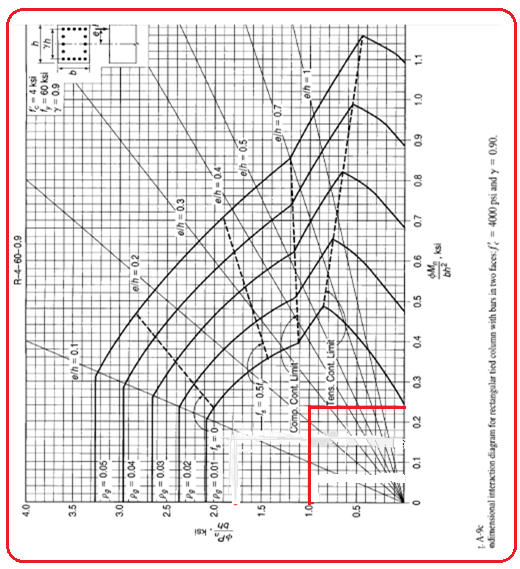 R-4-60-0.9
f'c = 4 ksi
fy = 60 ksi
γ = 0.9
h
γh
b
e
e/h = 0.1
e/h = 0.2
e/h = 0.3
e/h = 0.4
e/h = 0.5
e/h = 0.7
e/h = 1
ρg = 0.05
ρg = 0.04
ρg = 0.03
ρg = 0.02
ρg = 0.01
fs = 0
fs = 0.5f
Comp. Cont. Limit
Tens. Cont. Limit
4.0
3.5
3.0
2.5
2.0
1.5
1.0
0.5
ϕPn/bh, ksi
0 0.1 0.2 0.3 0.4 0.5 0.6 0.7 0.8 0.9 1.0 1.1
ϕMn/bh², ksi
A-9c
ndimensional interaction diagram for rectangular tied column with bars in two faces: f'c = 4000 psi and γ = 0.90.